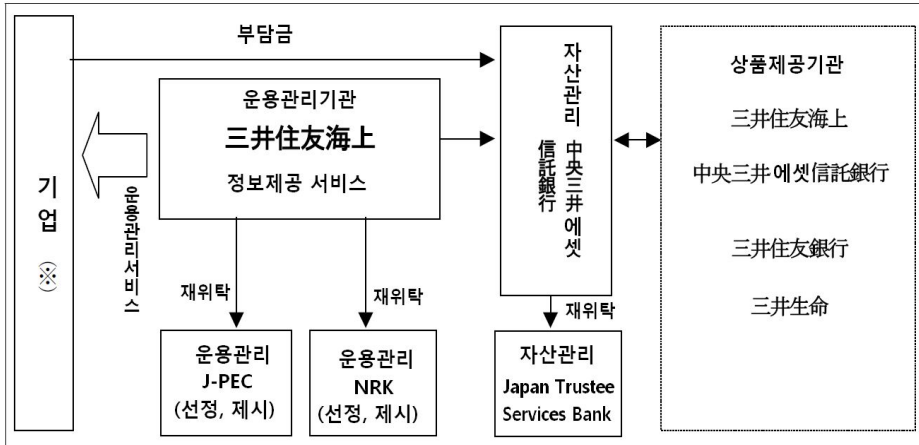 기업 ※
부담금
운용관리기관
三井住友海上
정보제공 서비스
운용관리서비스
재위탁
재위탁
운용관리
J-PEC
(선정, 제시)
운용관리
NRK
(선정, 제시)
자산관리
中央三井에셋
信託銀行
재위탁
자산관리
Japan Trustee
Services Bank
상품제공기관
三井住友海上
中央三井에셋信託銀行
三井住友銀行
三井生命